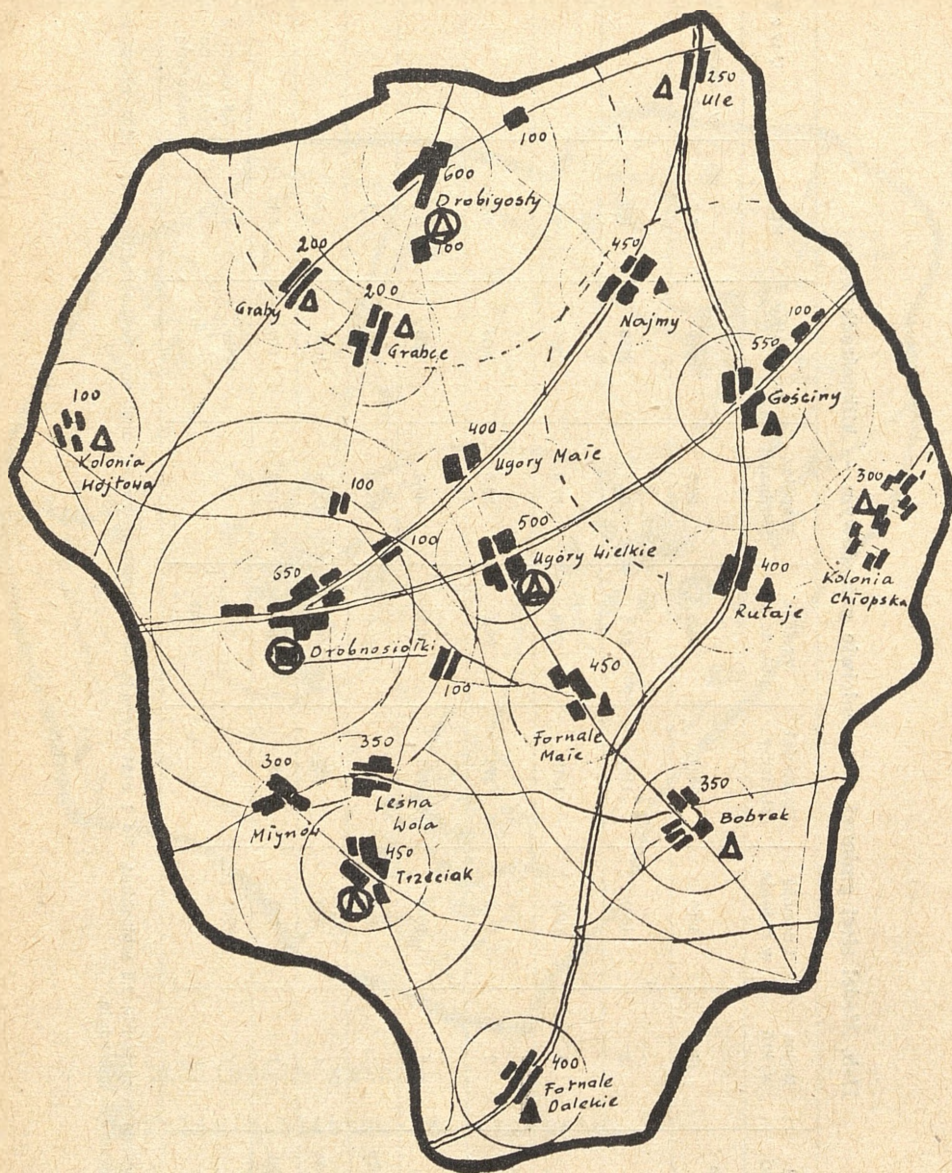 250
Ule
100
600
Drobigosty
100
200
Graby
200
Grabce
450
Najmy
100
550
Gościny
100
Kolonia
Wójtowa
400
Ugory Małe
100
300
Kolonia
Chłopska
100
500
Ugóry Wielkie
650
400
Rutaje
Drobnosiołki
100
450
Fornale
Małe
350
300
Leśna
Wola
Młynów
350
Bobrek
450
Trzeciak
400
Fornale
Dalekie